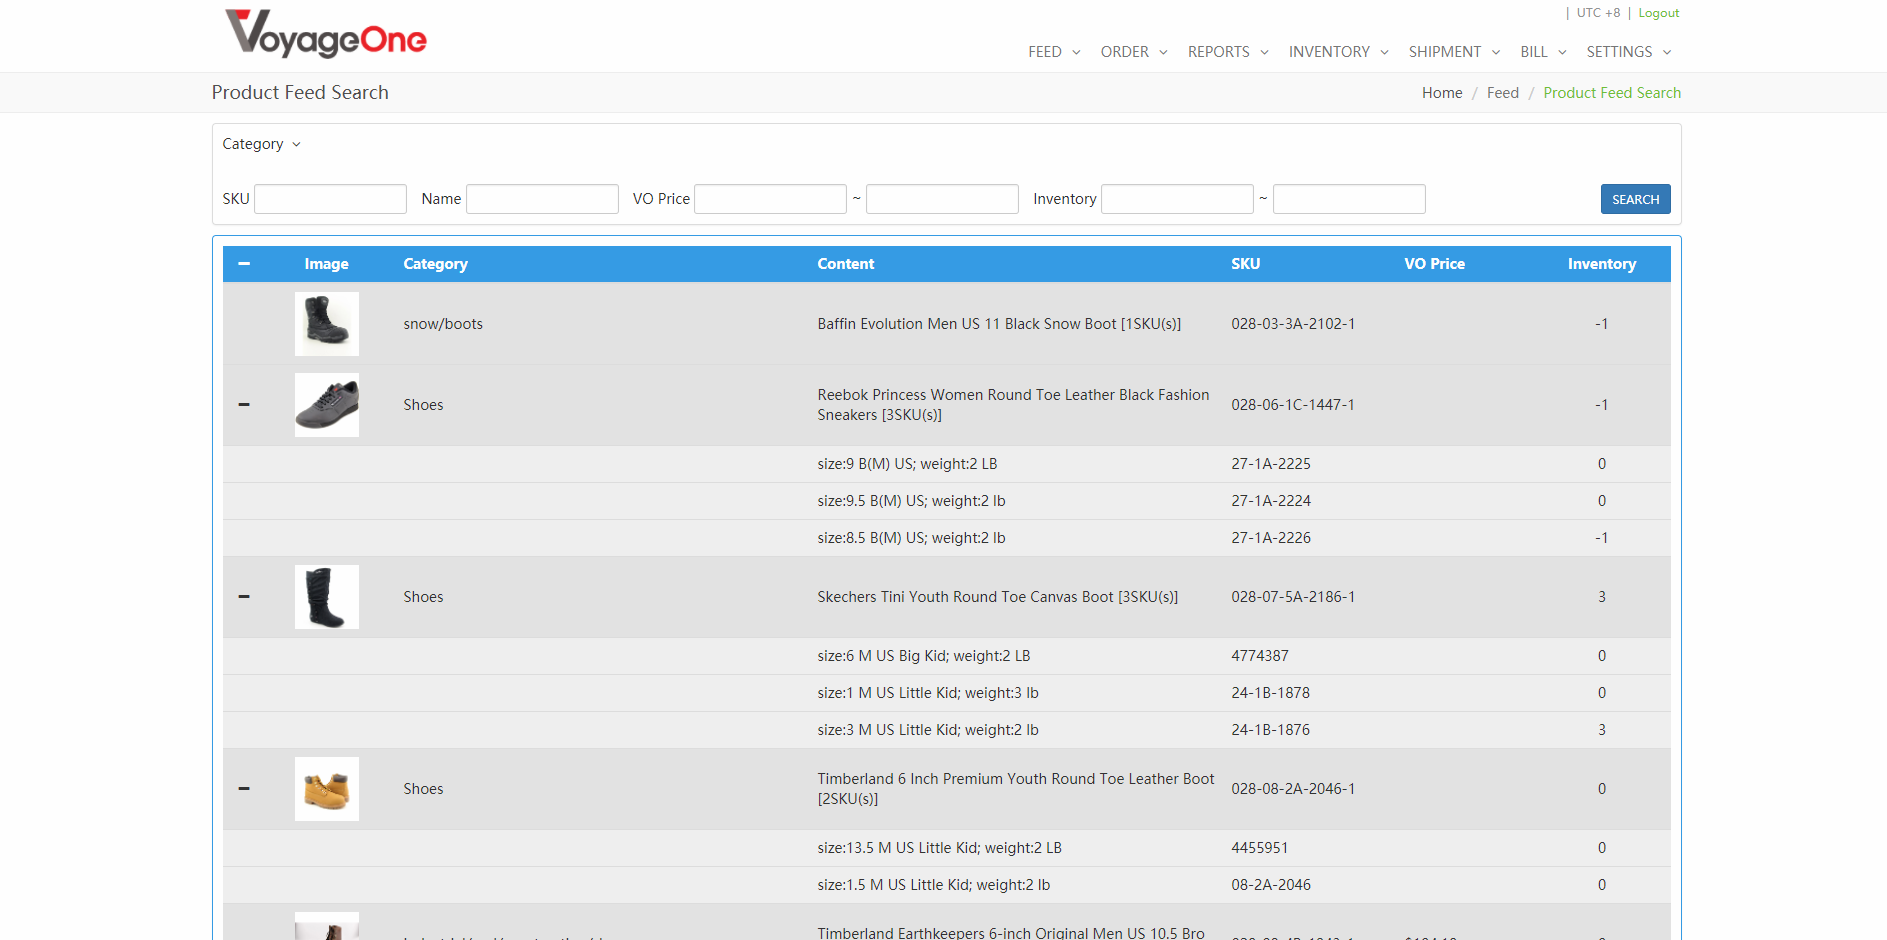 VoyageOne
| UTC +8 | Logout
FEED ORDER REPORTS INVENTORY SHIPMENT BILL SETTINGS
Product Feed Search
Home / Feed / Product Feed Search
Category
SKU Name VO Price ~ Inventory ~ SEARCH
Image Category Content SKU VO Price Inventory
snow/boots Baffin Evolution Men US 11 Black Snow Boot [1SKU(s)] 028-03-3A-2102-1 -1
Shoes Reebok Princess Women Round Toe Leather Black Fashion
Sneakers [3SKU(s)] 028-06-1C-1447-1 -1
size:9 B(M) US; weight:2 LB 27-1A-2225 0
size:9.5 B(M) US; weight:2 lb 27-1A-2224 0
size:8.5 B(M) US; weight:2 lb 27-1A-2226 -1
Shoes Skechers Tini Youth Round Toe Canvas Boot [3SKU(s)] 028-07-5A-2186-1 3
size:6 M US Big Kid; weight:2 LB 4774387 0
size:1 M US Little Kid; weight:3 lb 24-1B-1878 0
size:3 M US Little Kid; weight:2 lb 24-1B-1876 3
Shoes Timberland 6 Inch Premium Youth Round Toe Leather Boot
[2SKU(s)] 028-08-2A-2046-1 0
size:13.5 M US Little Kid; weight:2 LB 4455951 0
size:1.5 M US Little Kid; weight:2 lb 08-2A-2046 0
Timberland Earthkeepers 6-inch Original Men US 10.5 Bro